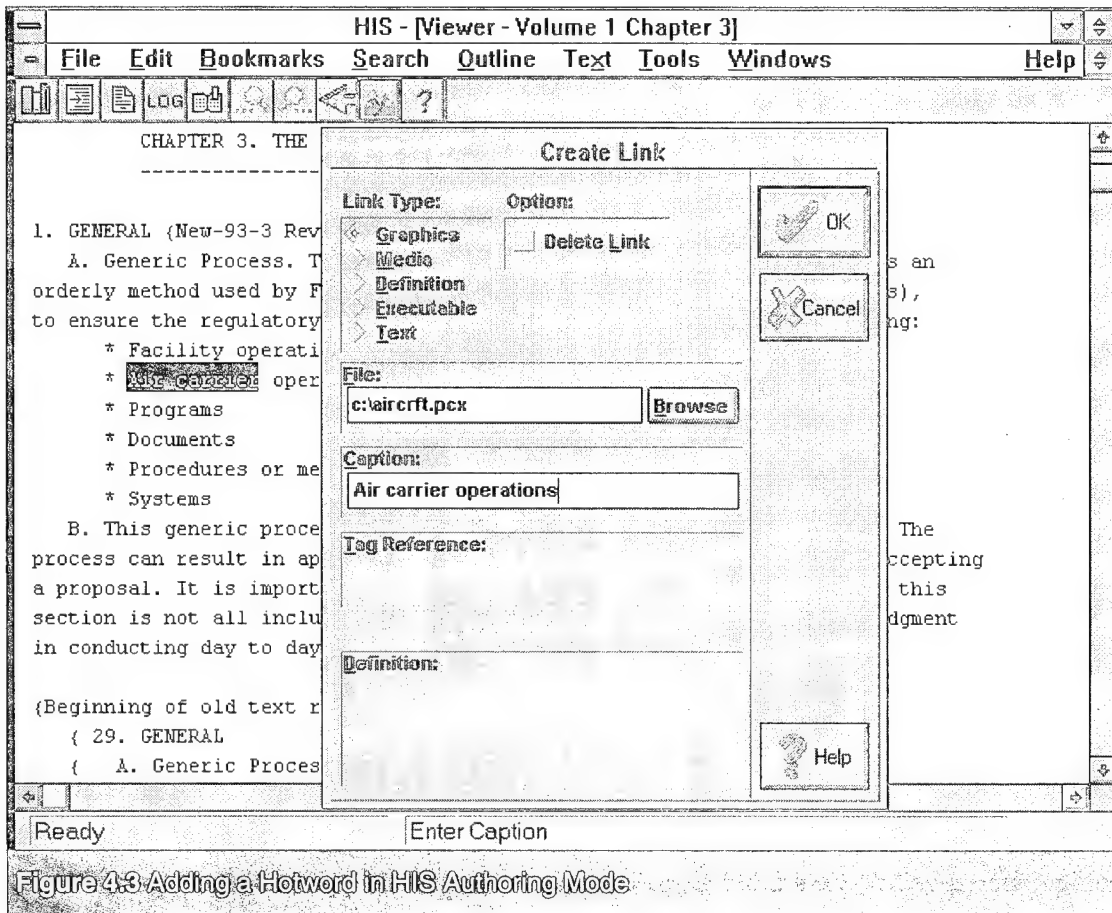 HIS - [Viewer - Volume 1 Chapter 3]
File Edit Bookmarks Search Outline Text Tools Windows Help
LOG ?
CHAPTER 3. THE
---------------
1. GENERAL {New-93-3 Rev
A. Generic Process. T s an
orderly method used by F s),
to ensure the regulatory ng:
* Facility operati
* Air carrier oper
* Programs
* Documents
* Procedures or me
* Systems
B. This generic proce The
process can result in ap ccepting
a proposal. It is import this
section is not all inclu dgment
in conducting day to day
{Beginning of old text r
{ 29. GENERAL
{ A. Generic Proces
Create Link
Link Type:
Graphics
Media
Definition
Executable
Text
Option:
Delete Link
OK
Cancel
File:
c:\aircrft.pcx
Browse
Caption:
Air carrier operations
Tag Reference:
Definition:
Help
Ready Enter Caption
Figure 4.3 Adding a Hotword in HIS Authoring Mode